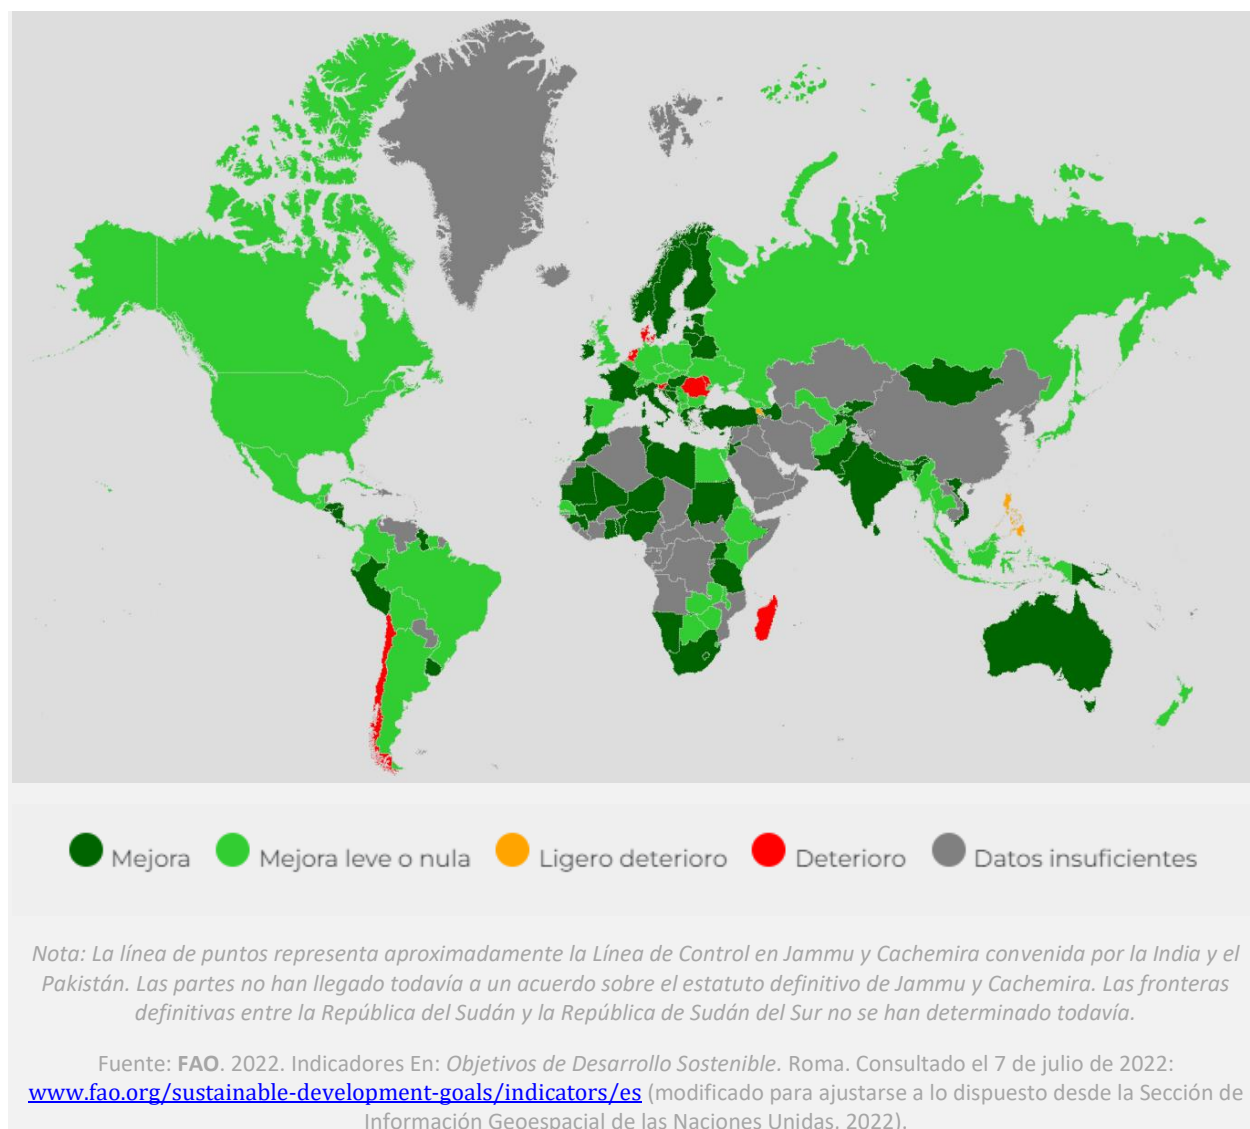 Mejora Mejora leve o nula Ligero deterioro Deterioro Datos insuficientes
Nota: La línea de puntos representa aproximadamente la Línea de Control en Jammu y Cachemira convenida por la India y el
Pakistán. Las partes no han llegado todavía a un acuerdo sobre el estatuto definitivo de Jammu y Cachemira. Las fronteras
definitivas entre la República del Sudán y la República de Sudán del Sur no se han determinado todavía.
Fuente: FAO. 2022. Indicadores En: Objetivos de Desarrollo Sostenible. Roma. Consultado el 7 de julio de 2022:
www.fao.org/sustainable-development-goals/indicators/es (modificado para ajustarse a lo dispuesto desde la Sección de
Información Geoespacial de las Naciones Unidas, 2022).